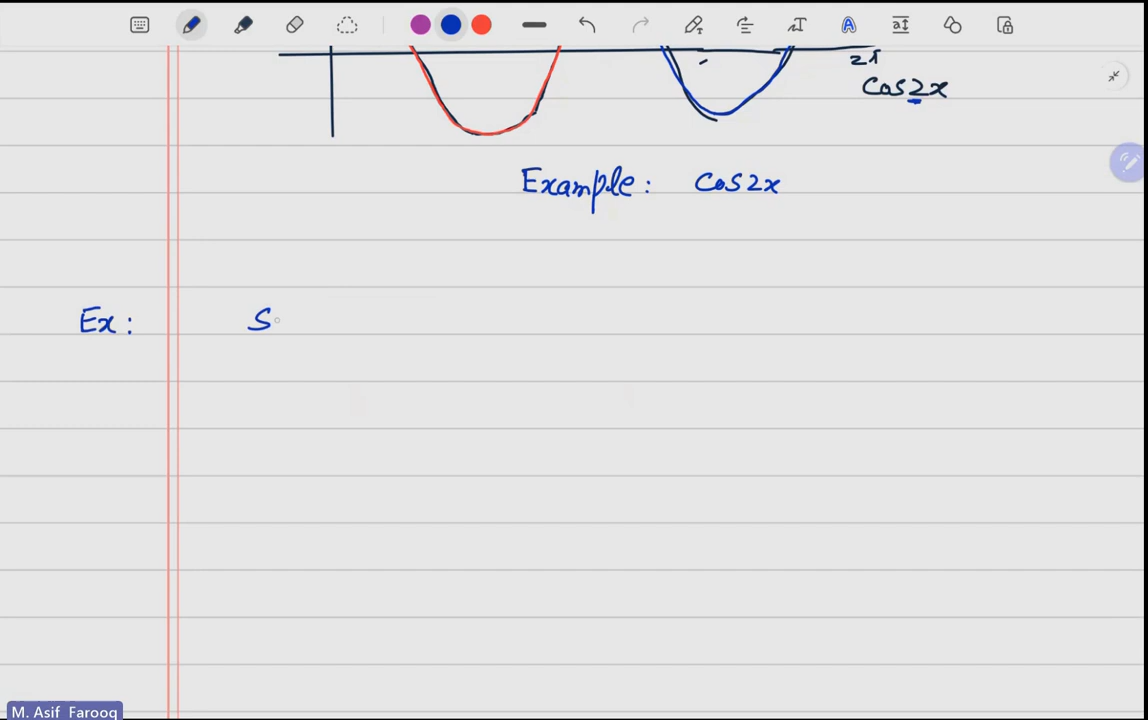 2π
Cos2x
Example: Cos2x
Ex: S
M. Asif Farooq